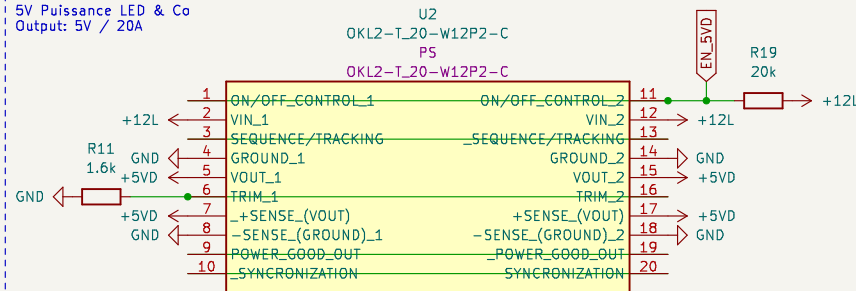 5V Puissance LED & Co
Output: 5V / 20A
U2
OKL2-T_20-W12P2-C
PS
OKL2-T_20-W12P2-C
EN_5VD
R19
20k
1 ON/OFF_CONTROL_1 ON/OFF_CONTROL_2 11 +12L
+12L 2 VIN_1 VIN_2 12 +12L
3 SEQUENCE/TRACKING _SEQUENCE/TRACKING 13
R11
1.6k
GND 4 GROUND_1 GROUND_2 14 GND
+5VD 5 VOUT_1 VOUT_2 15 +5VD
GND 6 TRIM_1 TRIM_2 16
+5VD 7 _+SENSE_(VOUT) +SENSE_(VOUT) 17 +5VD
GND 8 -SENSE_(GROUND)_1 -SENSE_(GROUND)_2 18 GND
9 POWER_GOOD_OUT _POWER_GOOD_OUT 19
10 _SYNCRONIZATION SYNCRONIZATION 20